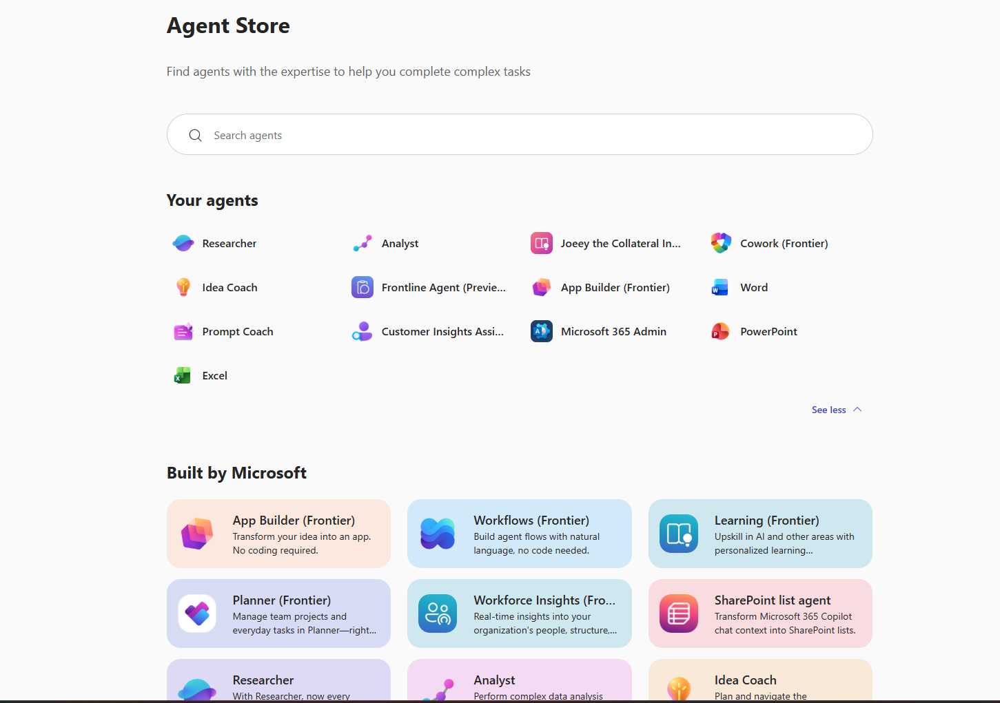 Agent Store
Find agents with the expertise to help you complete complex tasks
Search agents
Your agents
Researcher
Analyst
Joeey the Collateral In...
Cowork (Frontier)
Idea Coach
Frontline Agent (Previe...
App Builder (Frontier)
Word
Prompt Coach
Customer Insights Assi...
Microsoft 365 Admin
PowerPoint
Excel
See less
Built by Microsoft
App Builder (Frontier)
Transform your idea into an app.
No coding required.
Workflows (Frontier)
Build agent flows with natural
language, no code needed.
Learning (Frontier)
Upskill in AI and other areas with
personalized learning...
Planner (Frontier)
Manage team projects and
everyday tasks in Planner—right...
Workforce Insights (Fro...
Real-time insights into your
organization's people, structure,...
SharePoint list agent
Transform Microsoft 365 Copilot
chat context into SharePoint lists.
Researcher
With Researcher, now every
Analyst
Perform complex data analysis
Idea Coach
Plan and navigate the